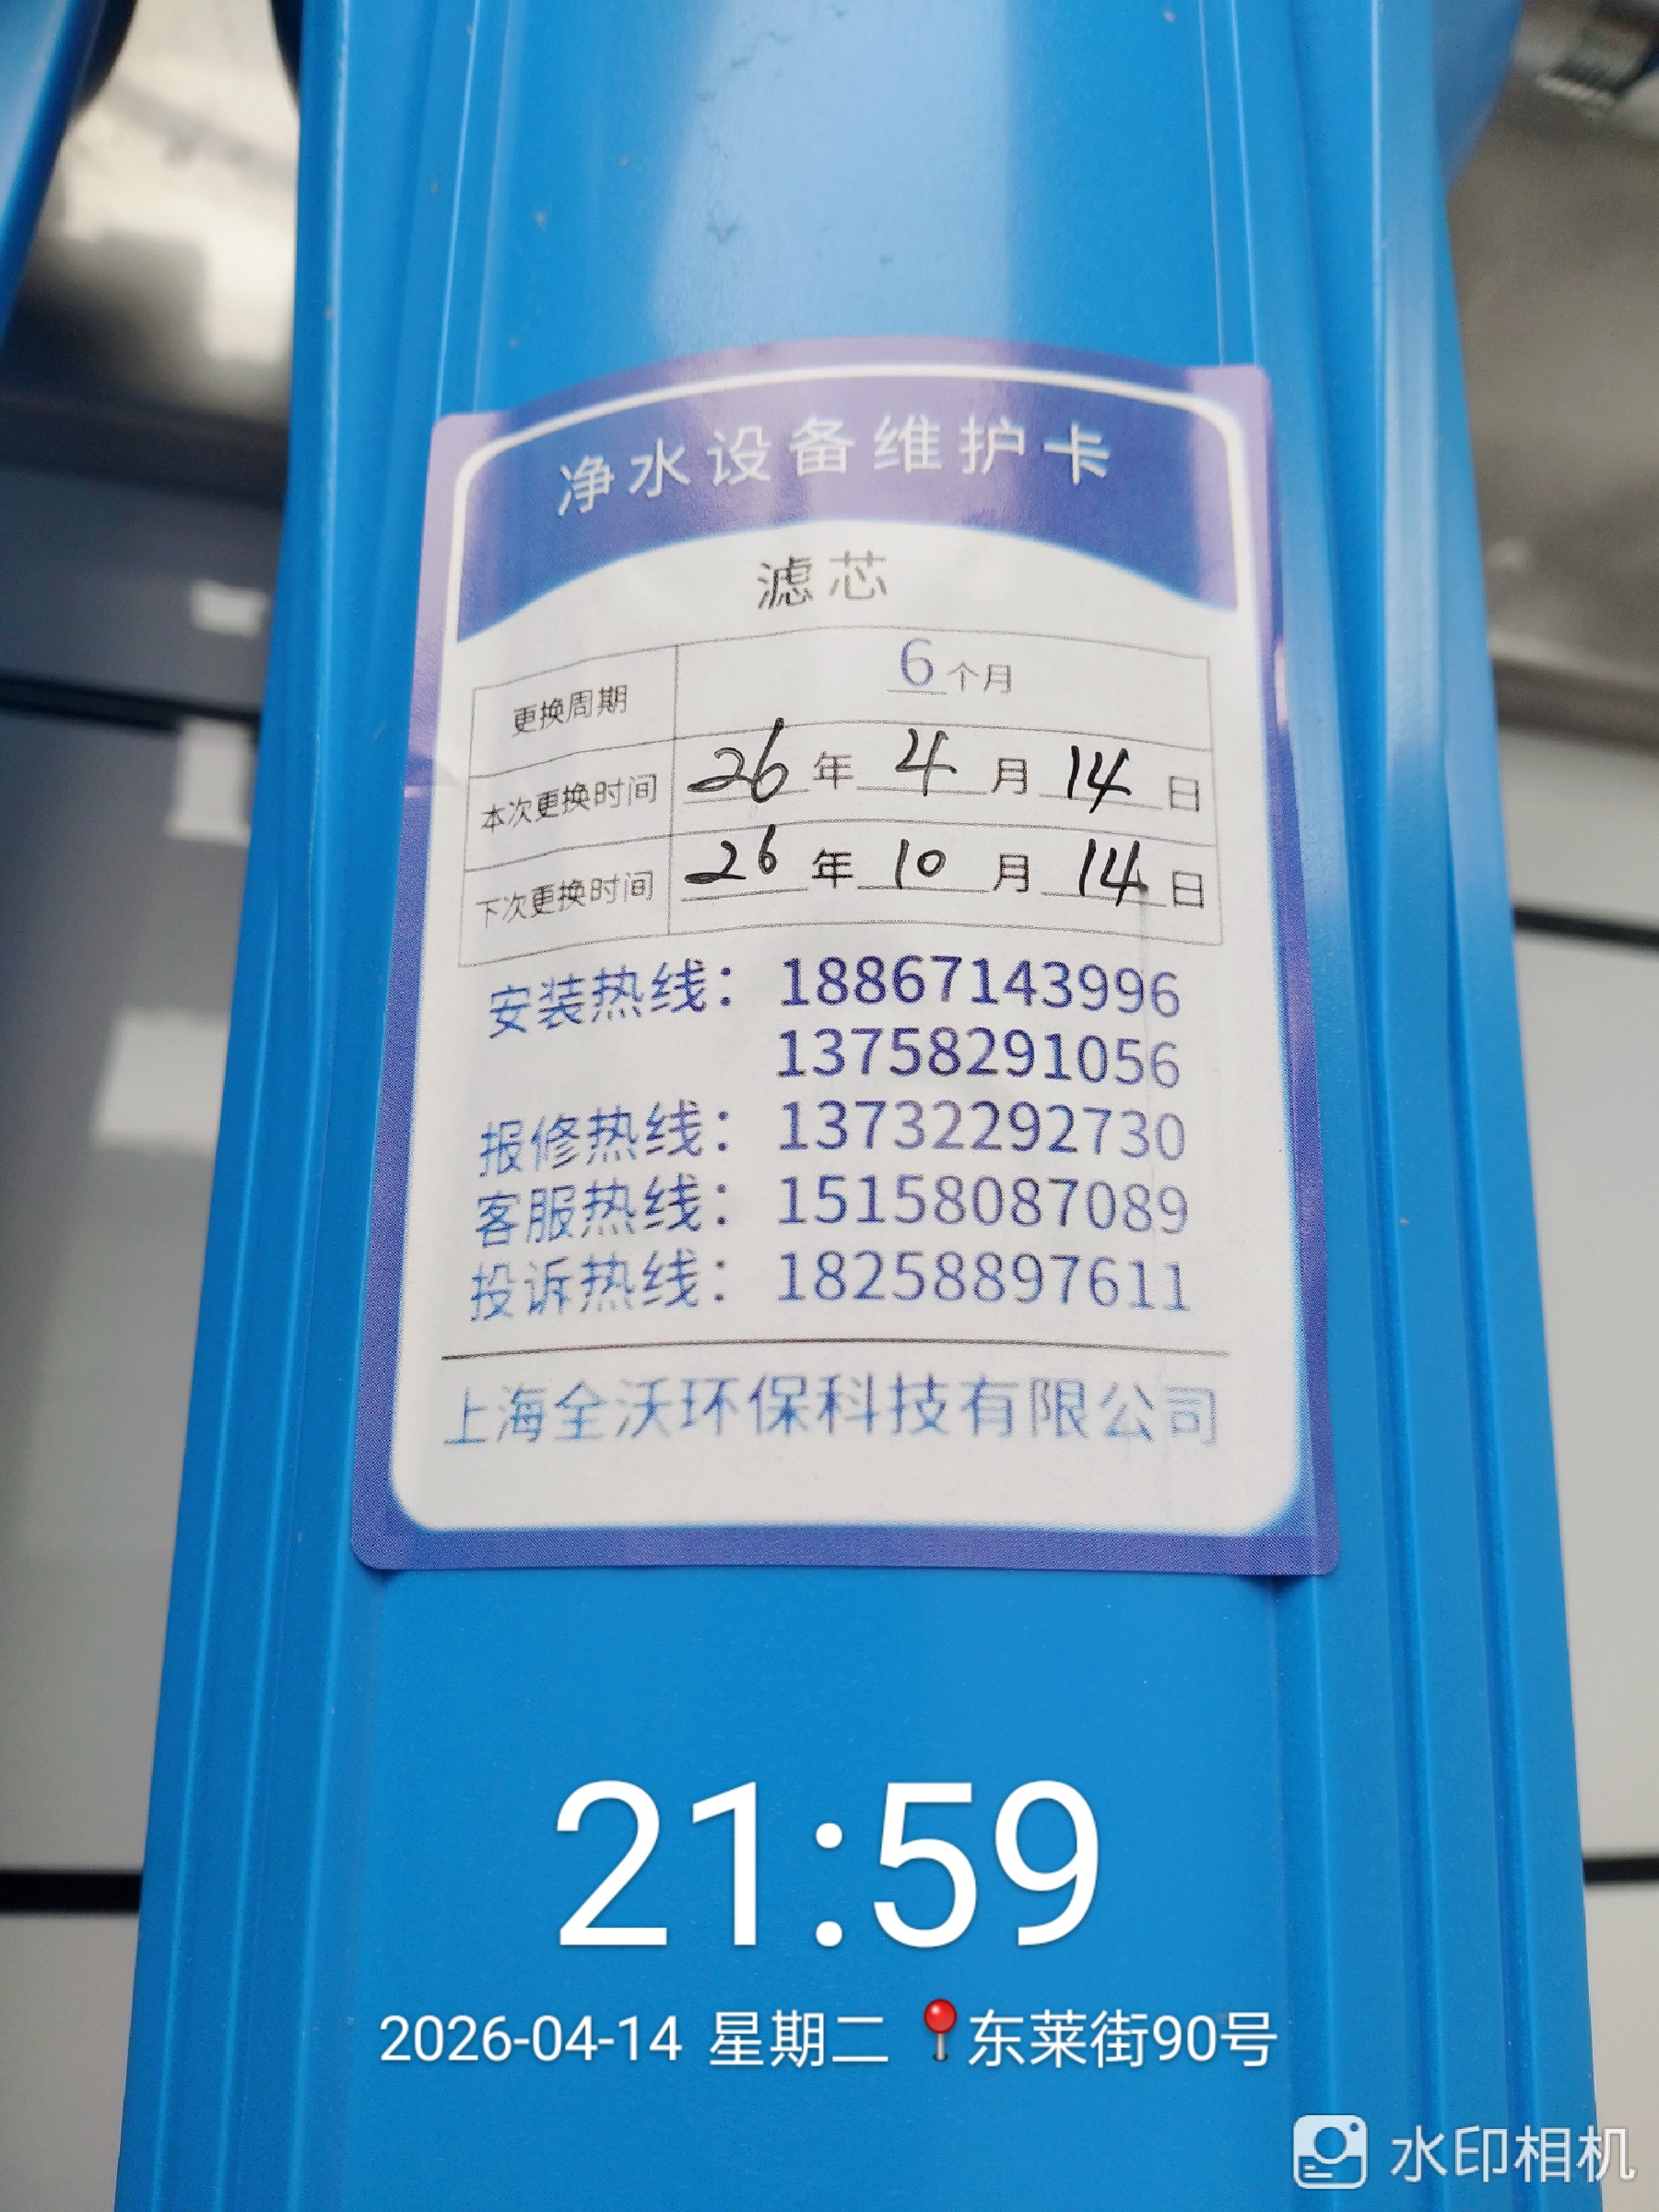 净水设备维护卡
滤芯
更换周期 6个月
本次更换时间 26年4月14日
下次更换时间 26年10月14日
安装热线：18867143996
13758291056
报修热线：13732292730
客服热线：15158087089
投诉热线：18258897611
上海全沃环保科技有限公司
21:59
2026-04-14 星期二 📍东莱街90号
水印相机